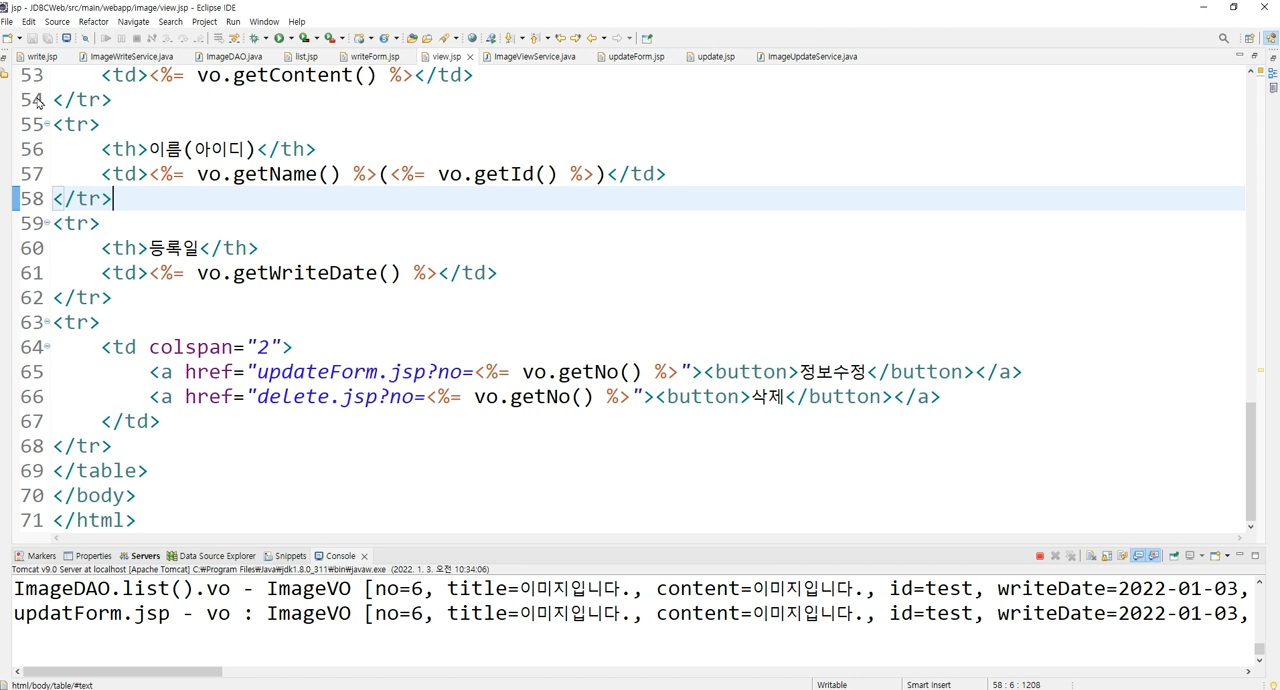 jsp - JDBCWeb/src/main/webapp/image/view.jsp - Eclipse IDE
File Edit Source Refactor Navigate Search Project Run Window Help
write.jsp ImageWriteService.java ImageDAO.java list.jsp writeForm.jsp view.jsp ImageViewService.java updateForm.jsp update.jsp ImageUpdateService.java
53 <td><%= vo.getContent() %></td>
54 </tr>
55 <tr>
56 <th>이름(아이디)</th>
57 <td><%= vo.getName() %>(<%= vo.getId() %>)</td>
58 </tr>
59 <tr>
60 <th>등록일</th>
61 <td><%= vo.getWriteDate() %></td>
62 </tr>
63 <tr>
64 <td colspan="2">
65 <a href="updateForm.jsp?no=<%= vo.getNo() %>"><button>정보수정</button></a>
66 <a href="delete.jsp?no=<%= vo.getNo() %>"><button>삭제</button></a>
67 </td>
68 </tr>
69 </table>
70 </body>
71 </html>
Markers Properties Servers Data Source Explorer Snippets Console
Tomcat v9.0 Server at localhost [Apache Tomcat] C:₩Program Files₩Java₩jdk1.8.0_311₩bin₩javaw.exe (2022. 1. 3. 오전 10:34:06)
ImageDAO.list().vo - ImageVO [no=6, title=이미지입니다., content=이미지입니다., id=test, writeDate=2022-01-03,
updatForm.jsp - vo : ImageVO [no=6, title=이미지입니다., content=이미지입니다., id=test, writeDate=2022-01-03,
html/body/table/#text Writable Smart Insert 58 : 6 : 1208